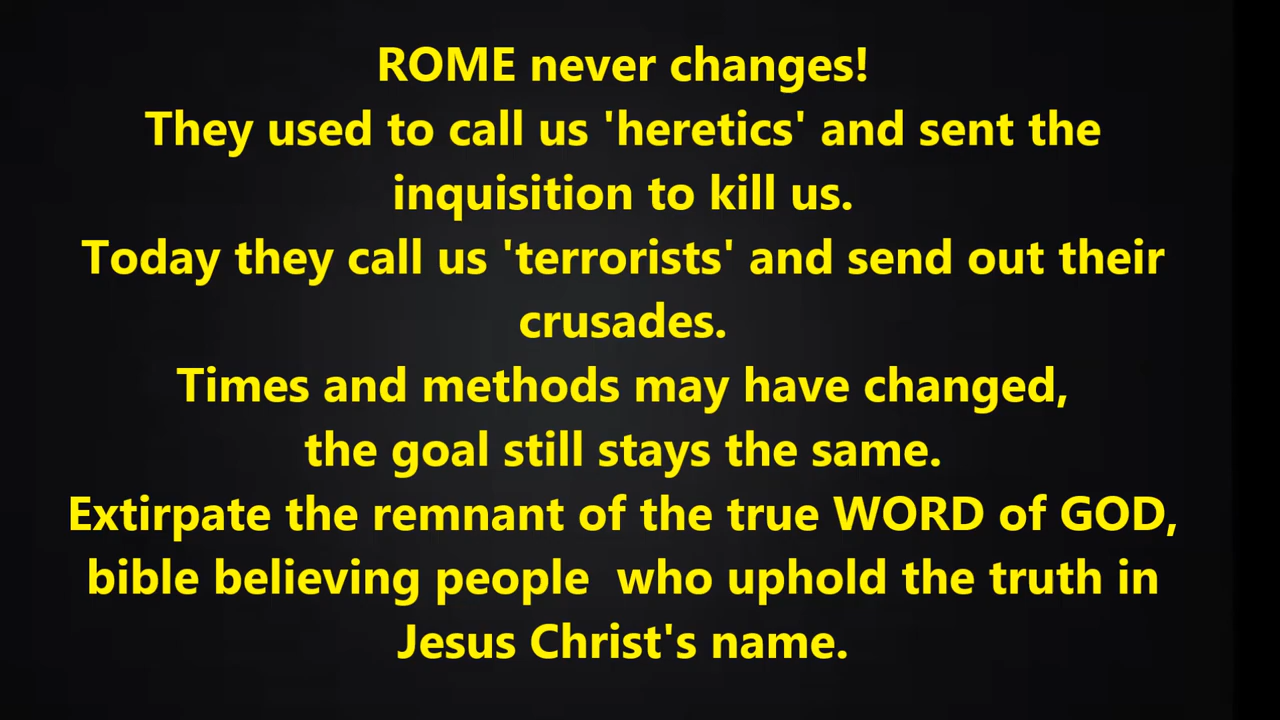 ROME never changes!
They used to call us 'heretics' and sent the
inquisition to kill us.
Today they call us 'terrorists' and send out their
crusades.
Times and methods may have changed,
the goal still stays the same.
Extirpate the remnant of the true WORD of GOD,
bible believing people  who uphold the truth in
Jesus Christ's name.